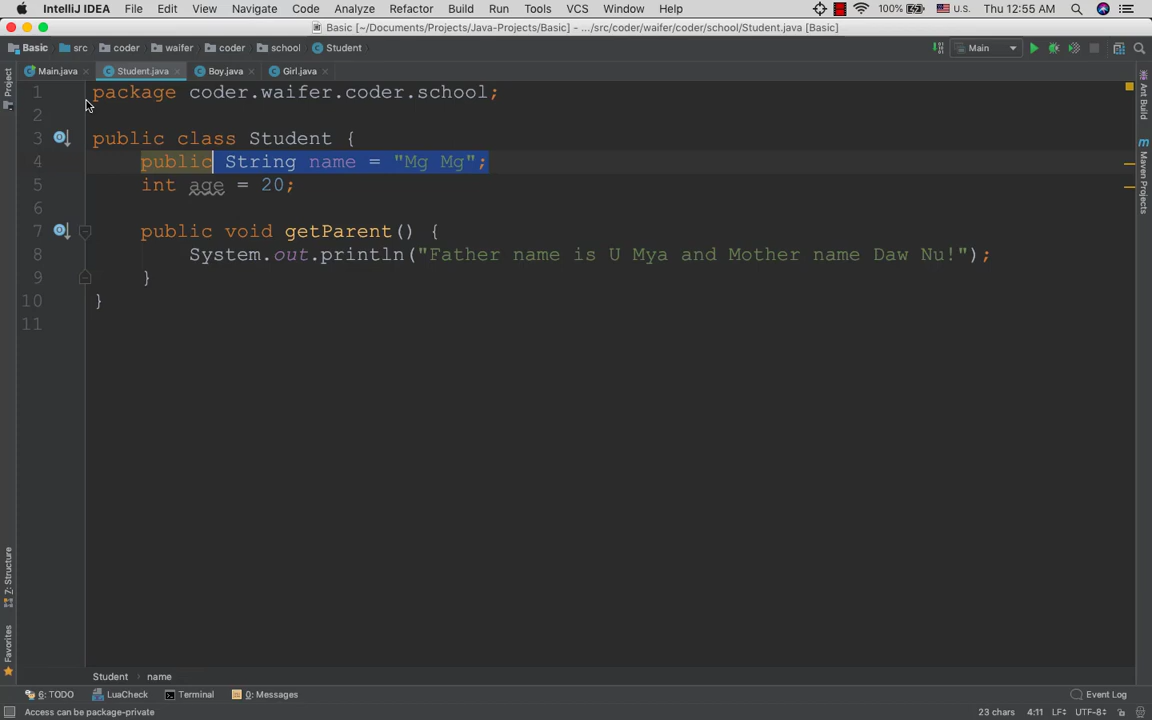 IntelliJ IDEA File Edit View Navigate Code Analyze Refactor Build Run Tools VCS Window Help 100% U.S. Thu 12:55 AM
Basic [~/Documents/Projects/Java-Projects/Basic] - .../src/coder/waifer/coder/school/Student.java [Basic]
Basic src coder waifer coder school Student Main
Main.java Student.java Boy.java Girl.java
Project
Ant Build
Maven Projects
1 package coder.waifer.coder.school;
2
3 public class Student {
4 public String name = "Mg Mg";
5 int age = 20;
6
7 public void getParent() {
8 System.out.println("Father name is U Mya and Mother name Daw Nu!");
9 }
10 }
11
Z: Structure
Favorites
Student name
6: TODO LuaCheck Terminal 0: Messages Event Log
Access can be package-private 23 chars 4:11 LF÷ UTF-8÷